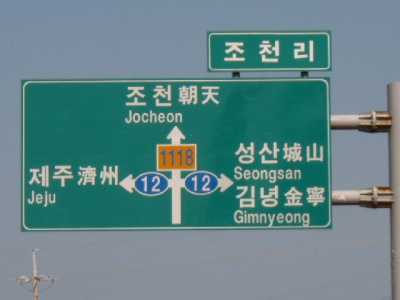 조천리
조천 朝天
Jocheon
1118
제주 濟州
Jeju
12
12
성산 城山
Seongsan
김녕 金寧
Gimnyeong